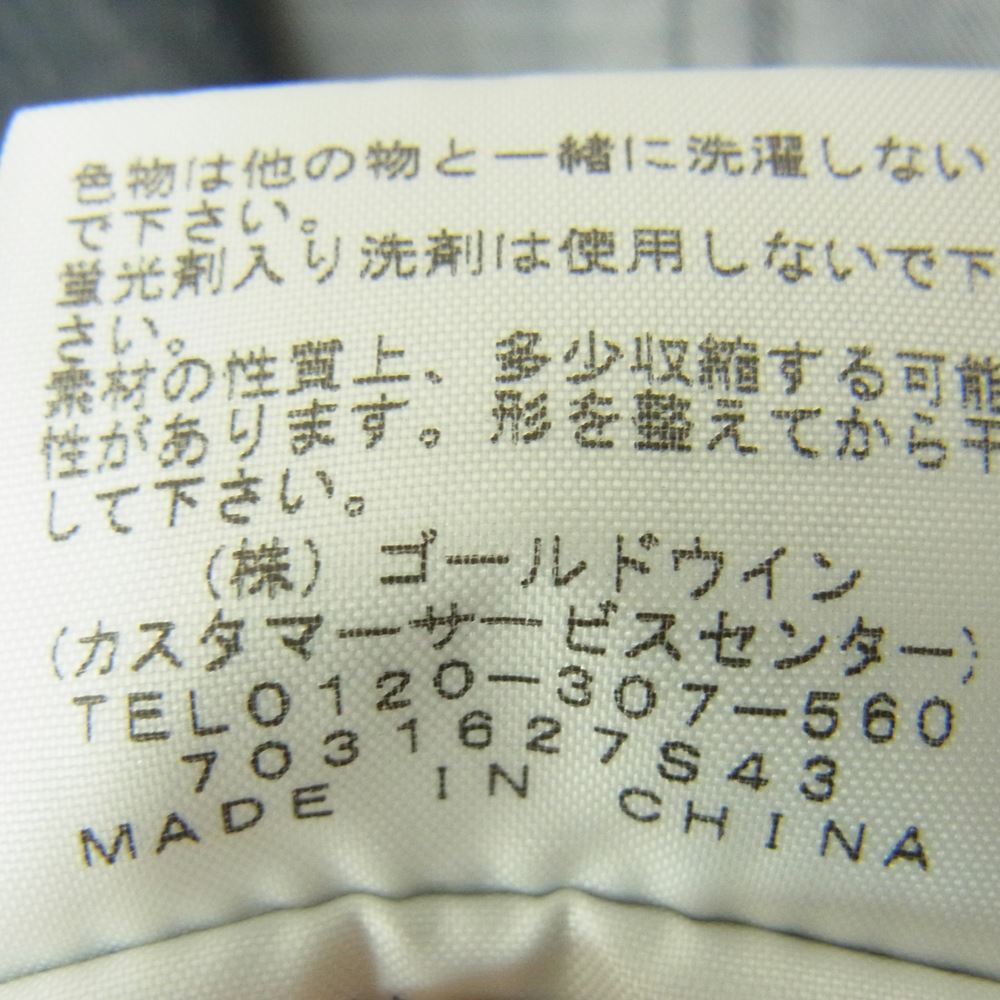 色物は他の物と一緒に洗濯しない
で下さい。
蛍光剤入り洗剤は使用しないで下
さい。
素材の性質上、多少収縮する可能
性があります。形を整えてから干
して下さい。
(株) ゴールドウイン
(カスタマーサービスセンター)
TEL0120-307-560
7031627S43
MADE IN CHINA